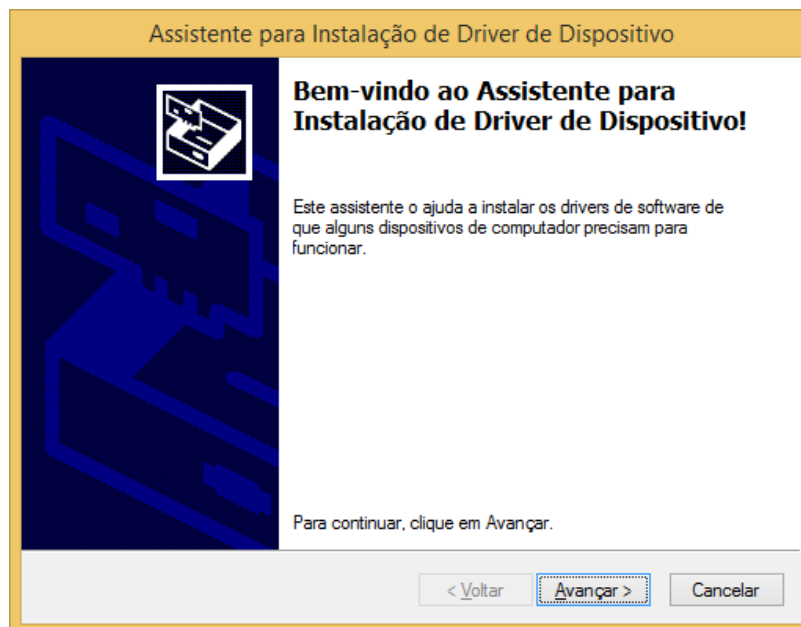 Assistente para Instalação de Driver de Dispositivo
Bem-vindo ao Assistente para
Instalação de Driver de Dispositivo!
Este assistente o ajuda a instalar os drivers de software de
que alguns dispositivos de computador precisam para
funcionar.
Para continuar, clique em Avançar.
< Voltar
Avançar >
Cancelar